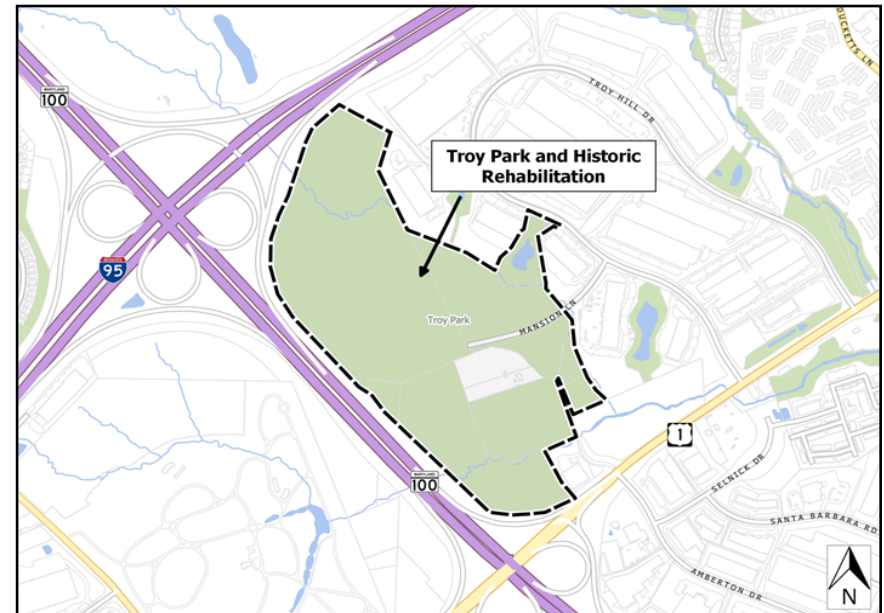 DUCKETTS LN
MARYLAND
100
TROY HILL DR
Troy Park and Historic
Rehabilitation
95
Troy Park
MANSION LN
1
MARYLAND
100
SELNICK DR
SANTA BARBARA RD
AMBERTON DR
N